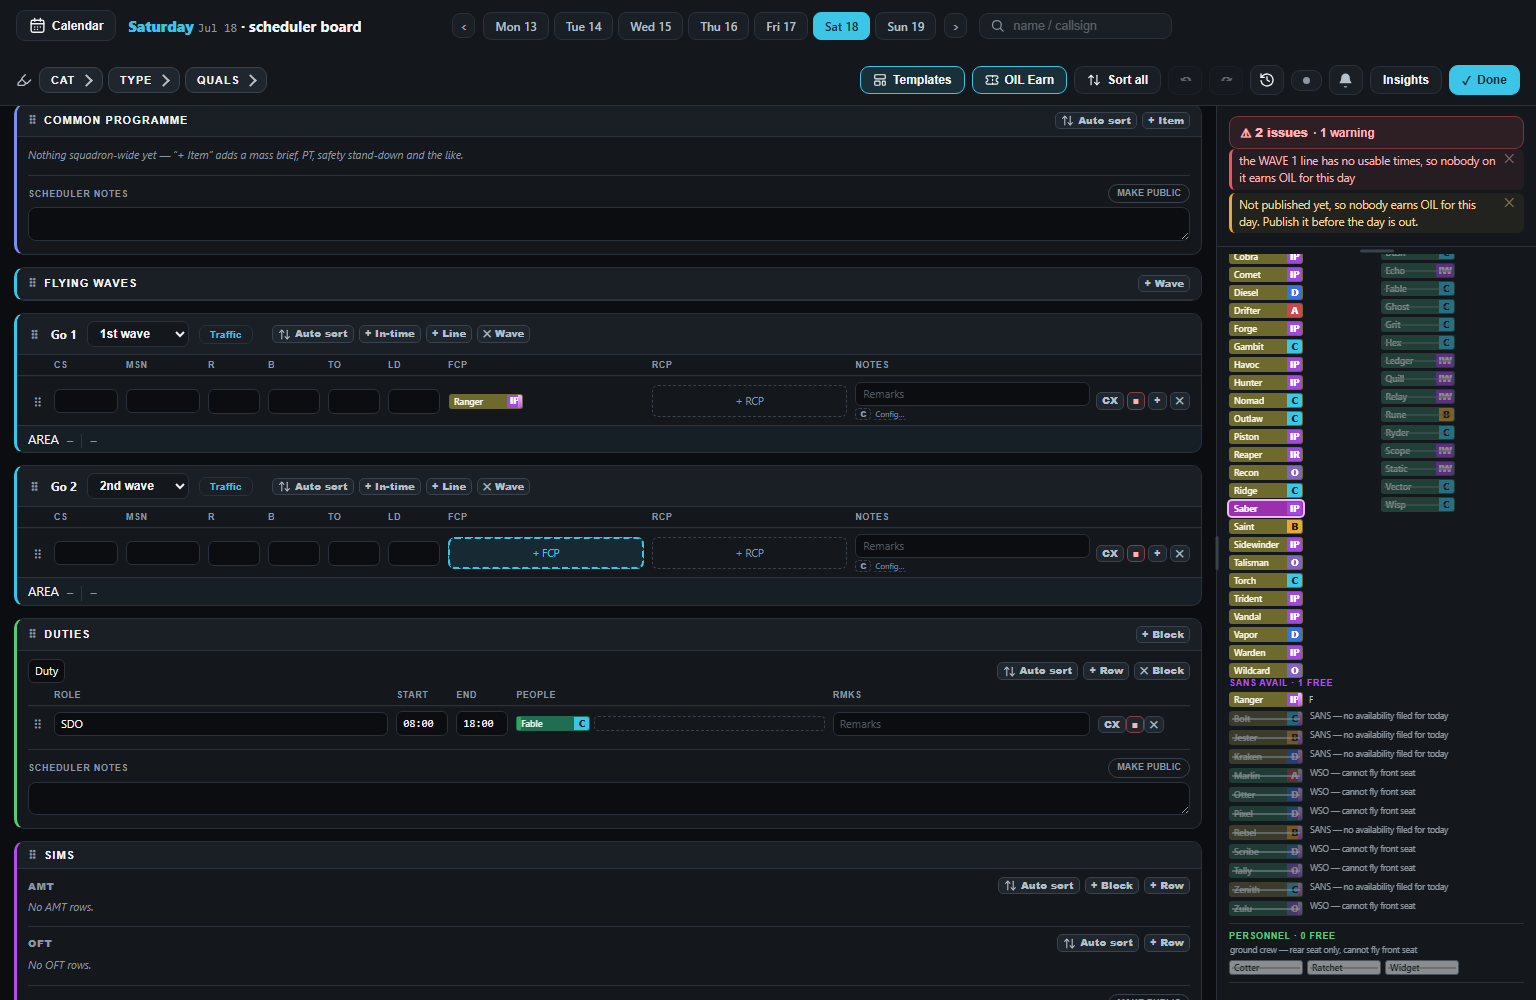 Calendar
Saturday Jul 18 · scheduler board
‹ Mon 13 Tue 14 Wed 15 Thu 16 Fri 17 Sat 18 Sun 19 ›
name / callsign
CAT TYPE QUALS
Templates OIL Earn Sort all Insights ✓ Done
COMMON PROGRAMME
Auto sort + Item
Nothing squadron-wide yet — "+ Item" adds a mass brief, PT, safety stand-down and the like.
SCHEDULER NOTES MAKE PUBLIC
FLYING WAVES + Wave
Go 1 1st wave Traffic Auto sort + In-time + Line × Wave
CS MSN R B TO LD FCP RCP NOTES
Ranger IP + RCP Remarks CX ■ + ×
C Config...
AREA – | –
Go 2 2nd wave Traffic Auto sort + In-time + Line × Wave
CS MSN R B TO LD FCP RCP NOTES
+ FCP + RCP Remarks CX ■ + ×
C Config...
AREA – | –
DUTIES + Block
Duty Auto sort + Row × Block
ROLE START END PEOPLE RMKS
SDO 08:00 18:00 Fable C Remarks CX ■ ×
SCHEDULER NOTES MAKE PUBLIC
SIMS
AMT Auto sort + Block + Row
No AMT rows.
OFT Auto sort + Row
No OFT rows.
⚠ 2 issues · 1 warning
the WAVE 1 line has no usable times, so nobody on
it earns OIL for this day
Not published yet, so nobody earns OIL for this
day. Publish it before the day is out.
Cobra IP
Comet IP
Diesel D
Drifter A
Forge IP
Gambit C
Havoc IP
Hunter IP
Nomad C
Outlaw C
Piston IP
Reaper IR
Recon O
Ridge C
Saber IP
Saint B
Sidewinder IP
Talisman O
Torch C
Trident IP
Vandal IP
Vapor D
Warden IP
Wildcard O
Echo IW
Fable C
Ghost C
Grit C
Hex C
Ledger IW
Quill IW
Relay IW
Rune B
Ryder C
Scope IW
Static IW
Vector C
Wisp C
SANS AVAIL · 1 FREE
Ranger IP F
Bolt C SANS — no availability filed for today
Jester B SANS — no availability filed for today
Kraken D SANS — no availability filed for today
Marlin A WSO — cannot fly front seat
Otter D WSO — cannot fly front seat
Pixel D WSO — cannot fly front seat
Rebel B SANS — no availability filed for today
Scribe D WSO — cannot fly front seat
Tally O WSO — cannot fly front seat
Zenith C SANS — no availability filed for today
Zulu O WSO — cannot fly front seat
PERSONNEL · 0 FREE
ground crew — rear seat only, cannot fly front seat
Cotter Ratchet Widget